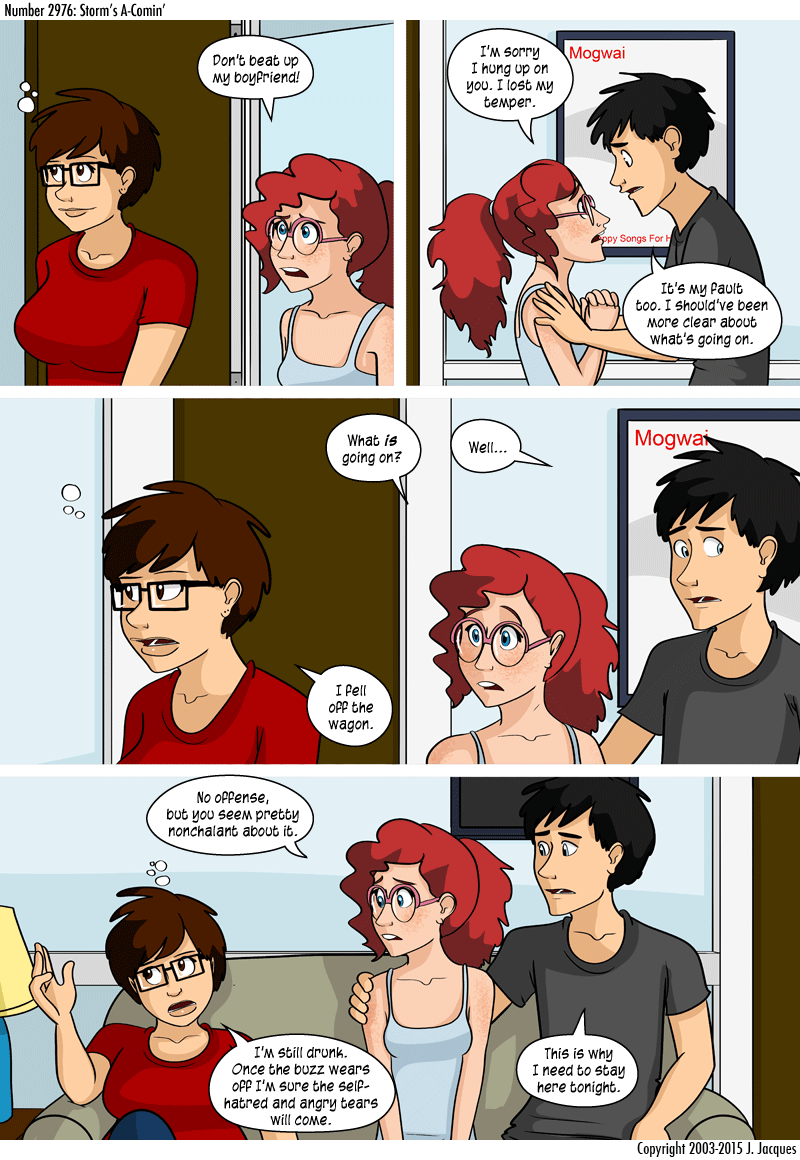 Number 2976: Storm's A-Comin'
Don't beat up
my boyfriend!
I'm sorry
I hung up on
you. I lost my
temper.
Mogwai
ppy Songs For H
It's my fault
too. I should've been
more clear about
what's going on.
What is
going on?
Well...
Mogwai
I fell
off the
wagon.
No offense,
but you seem pretty
nonchalant about it.
I'm still drunk.
Once the buzz wears
off I'm sure the self-
hatred and angry tears
will come.
This is why
I need to stay
here tonight.
Copyright 2003-2015 J. Jacques